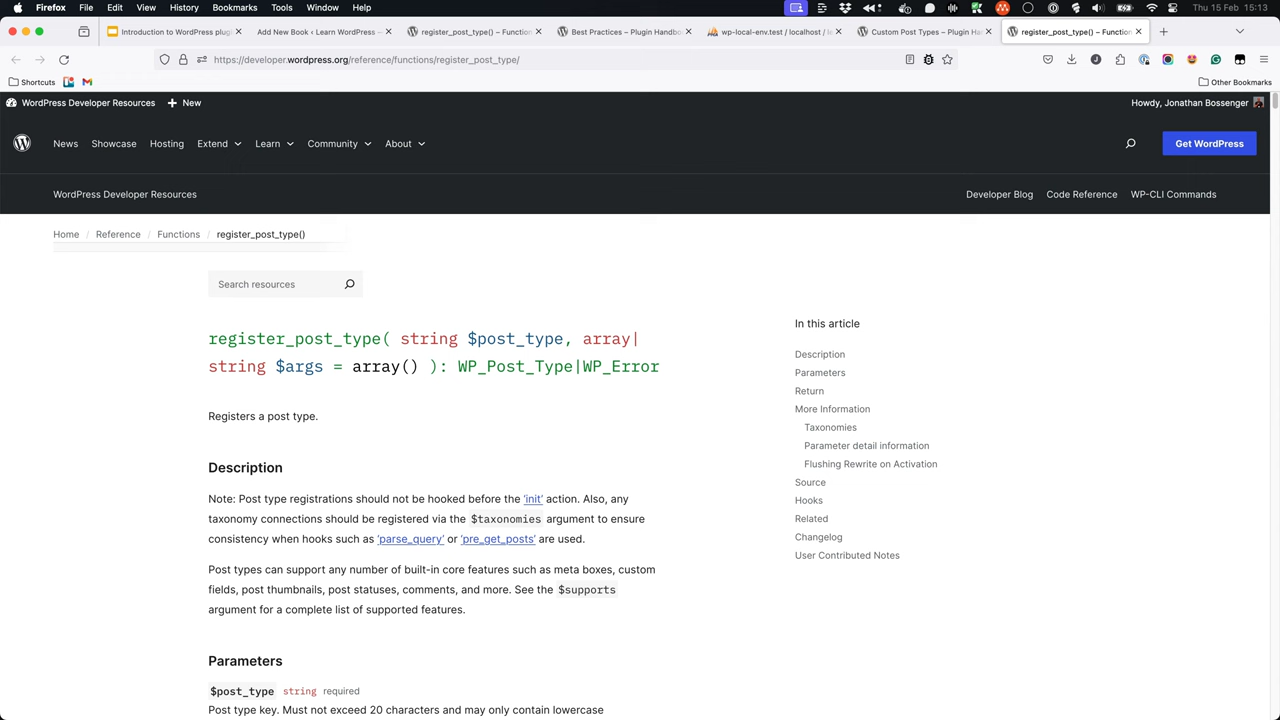 Firefox File Edit View History Bookmarks Tools Window Help Thu 15 Feb 15:13
Introduction to WordPress plugi Add New Book ‹ Learn WordPress — register_post_type() – Function Best Practices – Plugin Handbo wp-local-env.test / localhost / le Custom Post Types – Plugin Han register_post_type() – Function
https://developer.wordpress.org/reference/functions/register_post_type/
Shortcuts Other Bookmarks
WordPress Developer Resources New Howdy, Jonathan Bossenger
News Showcase Hosting Extend Learn Community About Get WordPress
WordPress Developer Resources Developer Blog Code Reference WP-CLI Commands
Home / Reference / Functions / register_post_type()
Search resources
register_post_type( string $post_type, array|
string $args = array() ): WP_Post_Type|WP_Error
Registers a post type.
Description
Note: Post type registrations should not be hooked before the ‘init’ action. Also, any
taxonomy connections should be registered via the $taxonomies argument to ensure
consistency when hooks such as ‘parse_query’ or ‘pre_get_posts’ are used.
Post types can support any number of built-in core features such as meta boxes, custom
fields, post thumbnails, post statuses, comments, and more. See the $supports
argument for a complete list of supported features.
Parameters
$post_type string required
Post type key. Must not exceed 20 characters and may only contain lowercase
In this article
Description
Parameters
Return
More Information
Taxonomies
Parameter detail information
Flushing Rewrite on Activation
Source
Hooks
Related
Changelog
User Contributed Notes